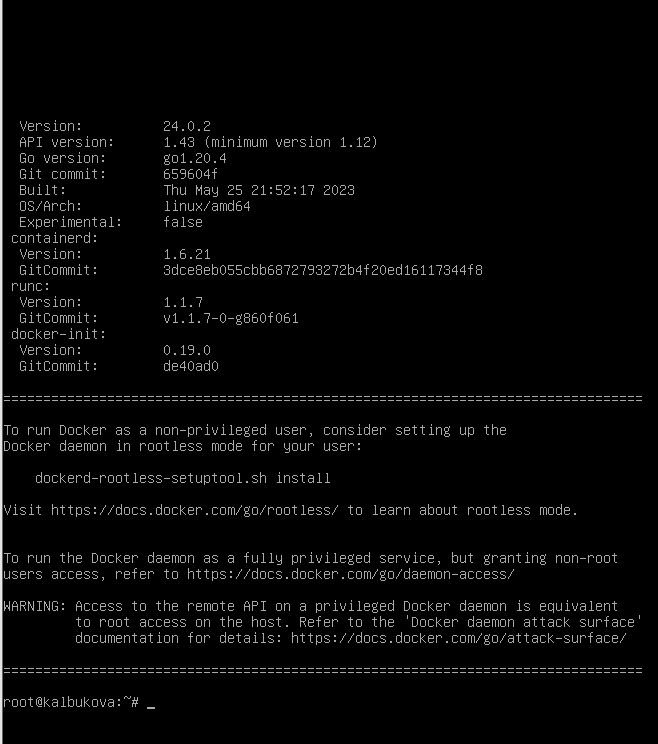 Version: 24.0.2
API version: 1.43 (minimum version 1.12)
Go version: go1.20.4
Git commit: 659604f
Built: Thu May 25 21:52:17 2023
OS/Arch: linux/amd64
Experimental: false
containerd:
Version: 1.6.21
GitCommit: 3dce8eb055cbb6872793272b4f20ed16117344f8
runc:
Version: 1.1.7
GitCommit: v1.1.7-0-g860f061
docker-init:
Version: 0.19.0
GitCommit: de40ad0
================================================================================
To run Docker as a non-privileged user, consider setting up the
Docker daemon in rootless mode for your user:
dockerd-rootless-setuptool.sh install
Visit https://docs.docker.com/go/rootless/ to learn about rootless mode.
To run the Docker daemon as a fully privileged service, but granting non-root
users access, refer to https://docs.docker.com/go/daemon-access/
WARNING: Access to the remote API on a privileged Docker daemon is equivalent
to root access on the host. Refer to the 'Docker daemon attack surface'
documentation for details: https://docs.docker.com/go/attack-surface/
================================================================================
root@kalbukova:~# _